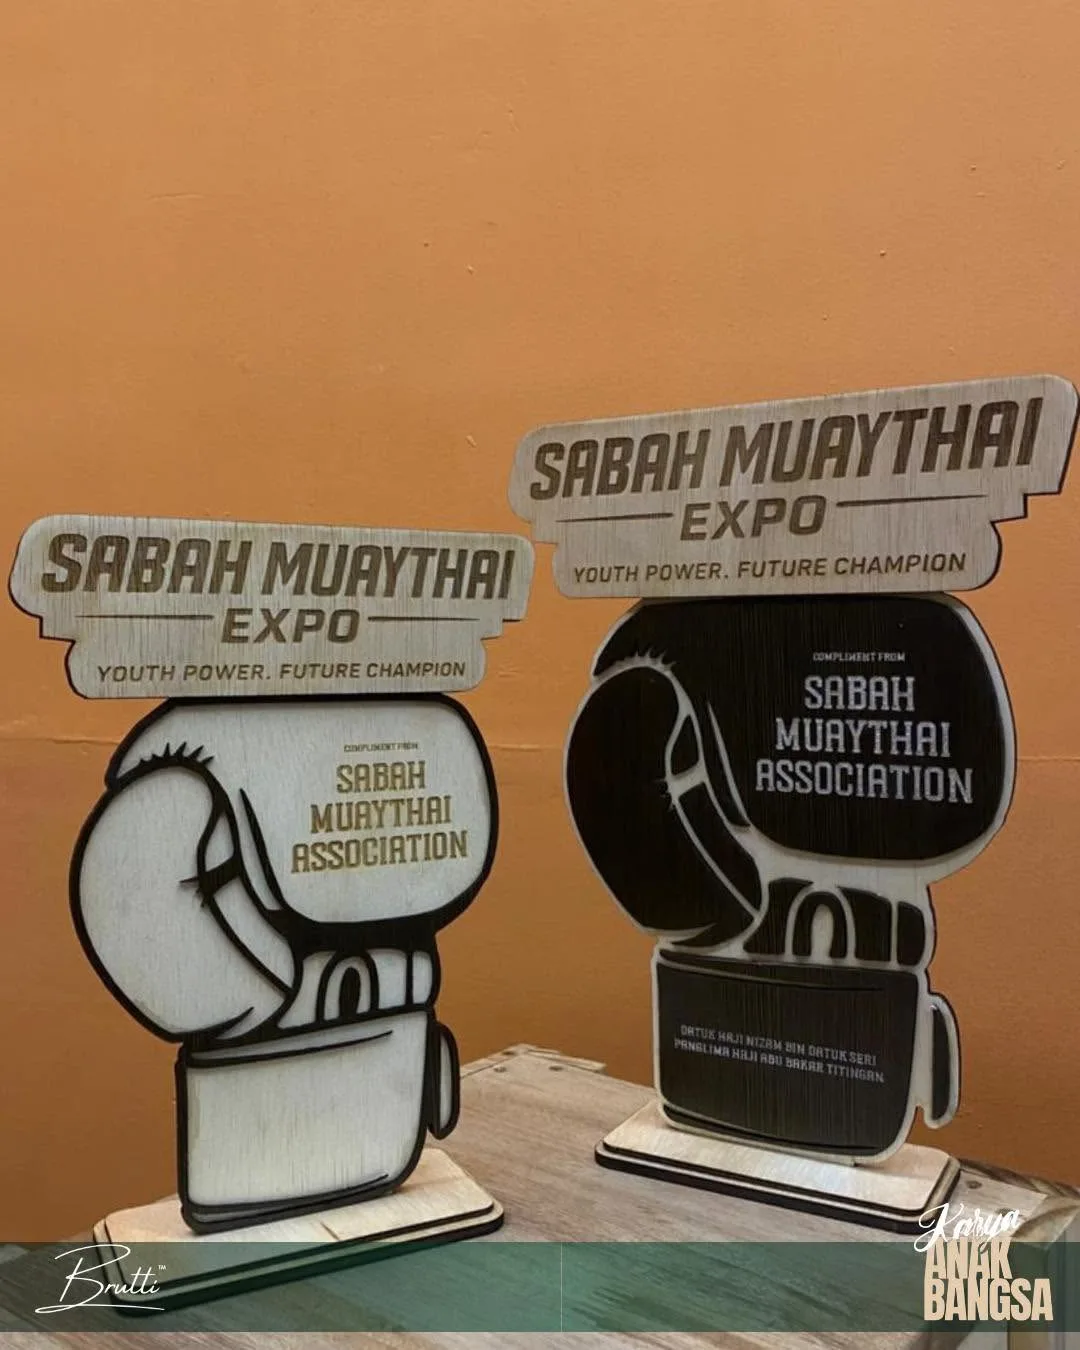 SABAH MUAYTHAI
EXPO
YOUTH POWER. FUTURE CHAMPION
COMPLIMENT FROM
SABAH
MUAYTHAI
ASSOCIATION
SABAH MUAYTHAI
EXPO
YOUTH POWER. FUTURE CHAMPION
COMPLIMENT FROM
SABAH
MUAYTHAI
ASSOCIATION
DATUK HAJI NIZAM BIN DATUK SERI
PANGLIMA HAJI ABU BAKAR TITINGAN
Brutti™
Karya
ANAK
BANGSA